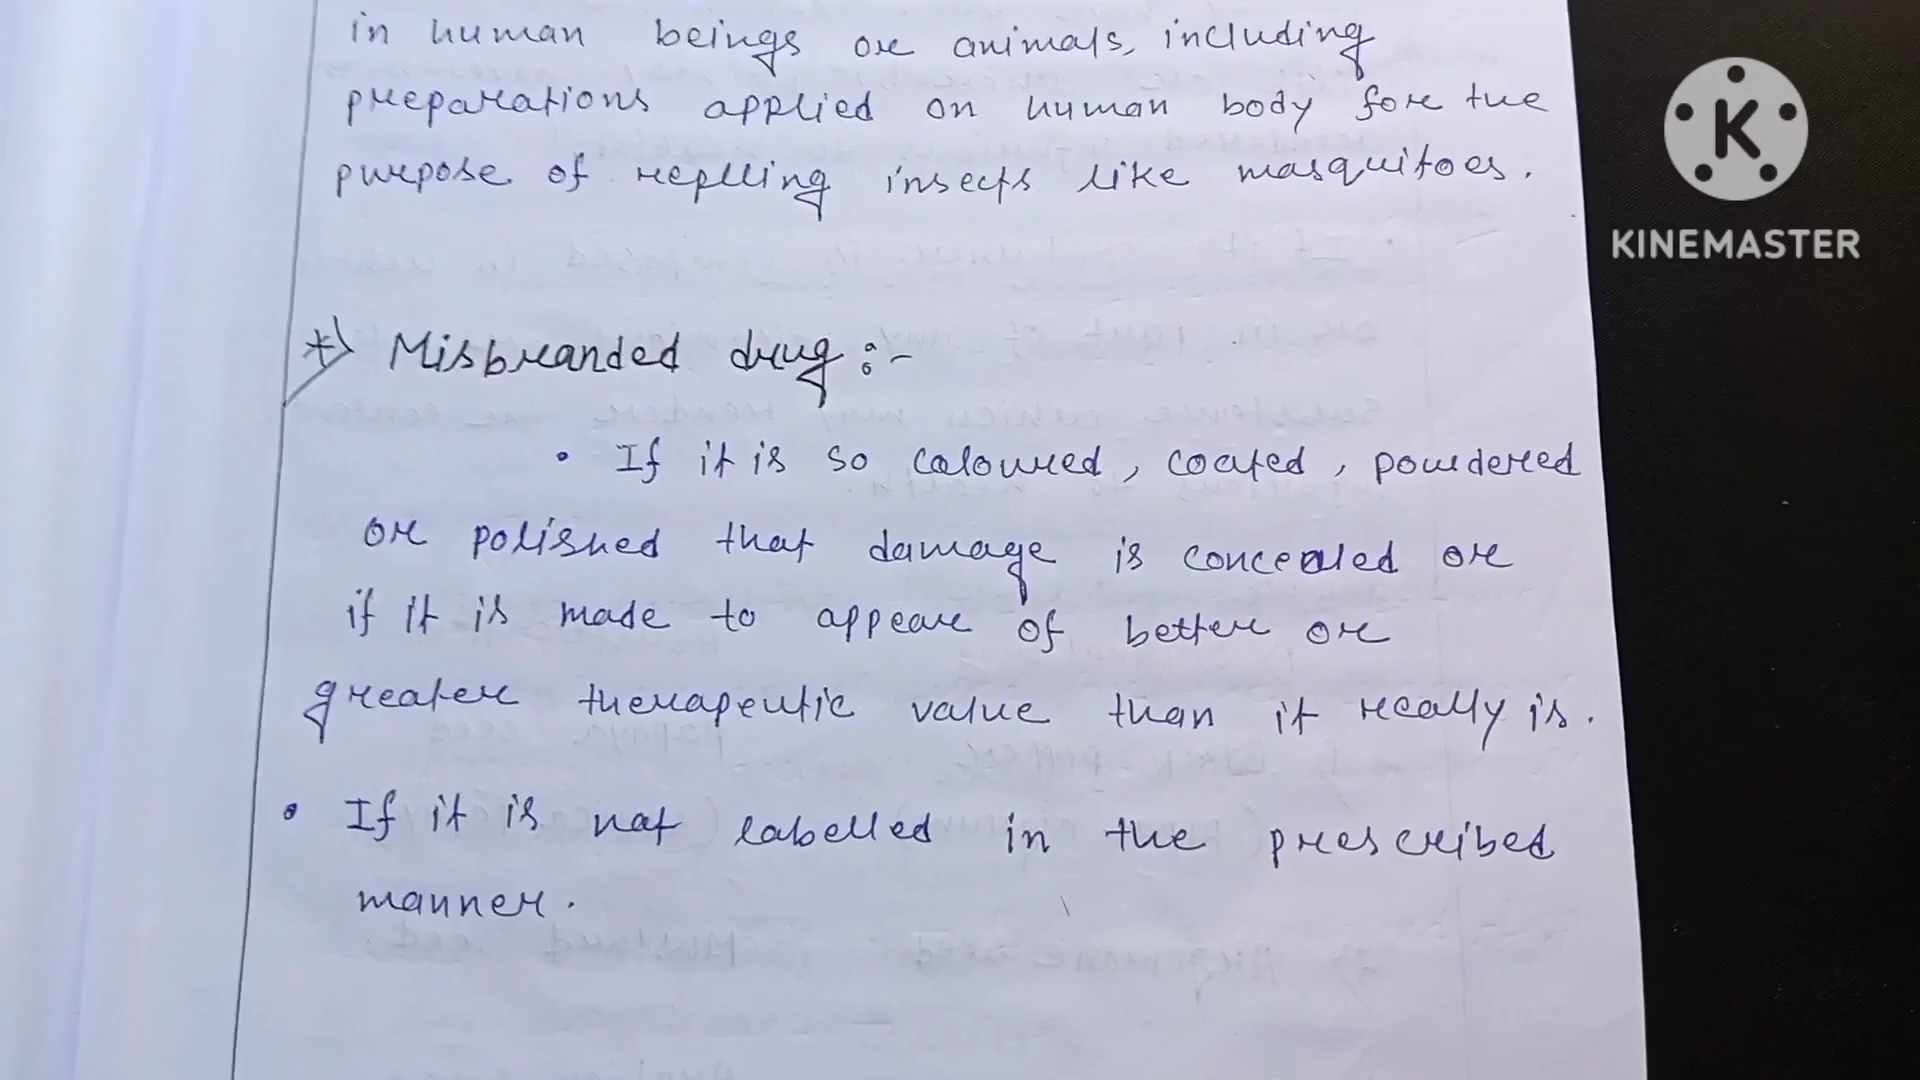 in human beings or animals, including
preparations applied on human body for the
purpose of replling insects like masquitoes.
*) Misbranded drug :-
• If it is so coloured, coated, powdered
or polished that damage is concealed or
if it is made to appear of better or
greater therapeutic value than it really is.
• If it is not labelled in the prescribed
manner.
K
KINEMASTER